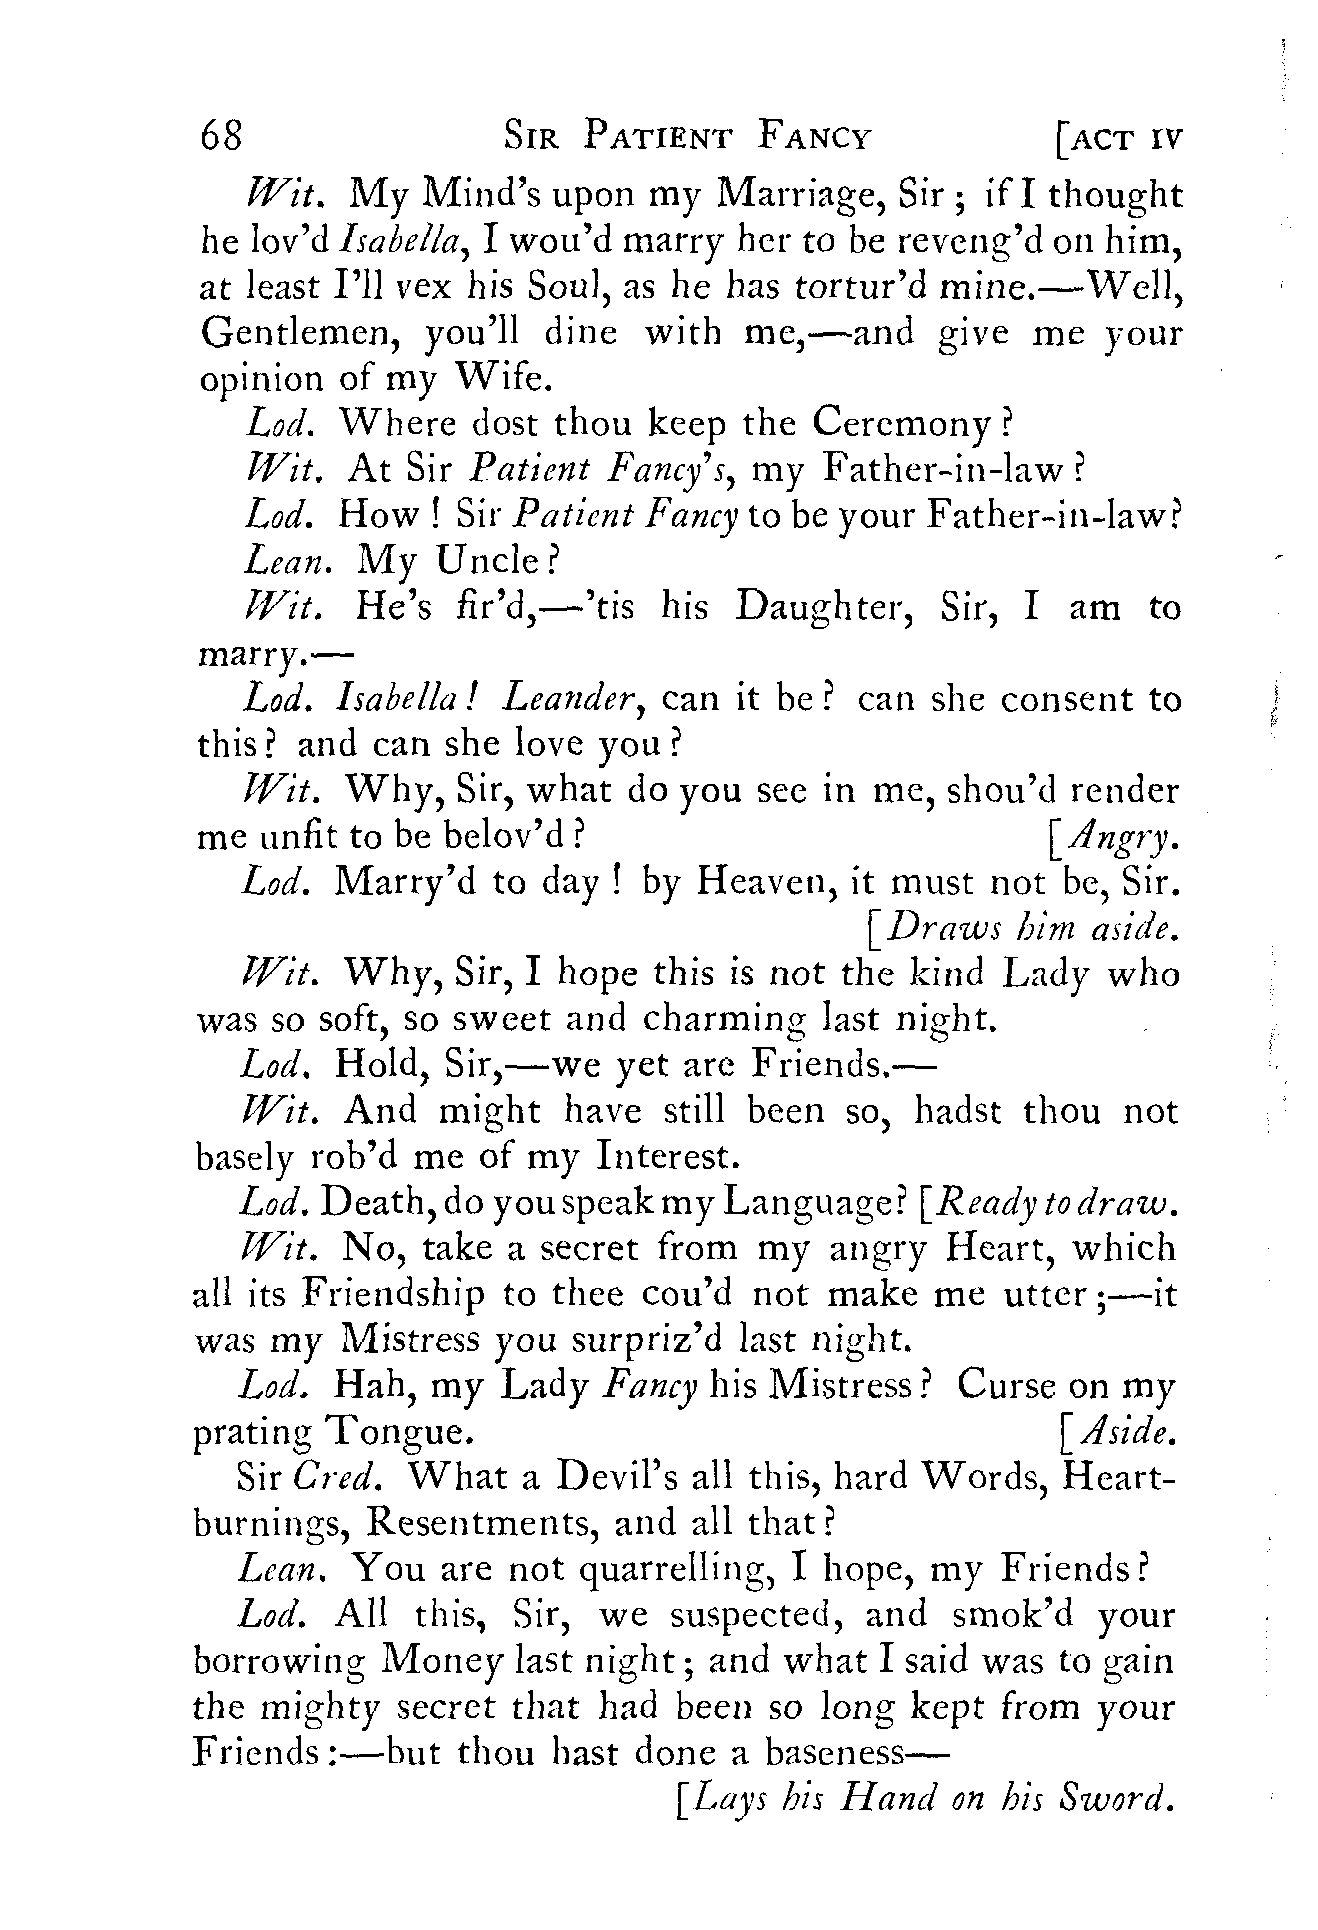 68 SIR PATIENT FANCY [ACT IV
Wit. My Mind's upon my Marriage, Sir ; if I thought
he lov'd Isabella, I wou'd marry her to be reveng'd on him,
at least I'll vex his Soul, as he has tortur'd mine.—Well,
Gentlemen, you'll dine with me,—and give me your
opinion of my Wife.
Lod. Where dost thou keep the Ceremony ?
Wit. At Sir Patient Fancy's, my Father-in-law ?
Lod. How ! Sir Patient Fancy to be your Father-in-law?
Lean. My Uncle ?
Wit. He's fir'd,—'tis his Daughter, Sir, I am to
marry.—
Lod. Isabella ! Leander, can it be ? can she consent to
this ? and can she love you ?
Wit. Why, Sir, what do you see in me, shou'd render
me unfit to be belov'd ? [Angry.
Lod. Marry'd to day ! by Heaven, it must not be, Sir.
[Draws him aside.
Wit. Why, Sir, I hope this is not the kind Lady who
was so soft, so sweet and charming last night.
Lod. Hold, Sir,—we yet are Friends.—
Wit. And might have still been so, hadst thou not
basely rob'd me of my Interest.
Lod. Death, do you speak my Language? [Ready to draw.
Wit. No, take a secret from my angry Heart, which
all its Friendship to thee cou'd not make me utter ;—it
was my Mistress you surpriz'd last night.
Lod. Hah, my Lady Fancy his Mistress ? Curse on my
prating Tongue. [Aside.
Sir Cred. What a Devil's all this, hard Words, Heart-
burnings, Resentments, and all that ?
Lean. You are not quarrelling, I hope, my Friends ?
Lod. All this, Sir, we suspected, and smok'd your
borrowing Money last night ; and what I said was to gain
the mighty secret that had been so long kept from your
Friends :—but thou hast done a baseness—
[Lays his Hand on his Sword.